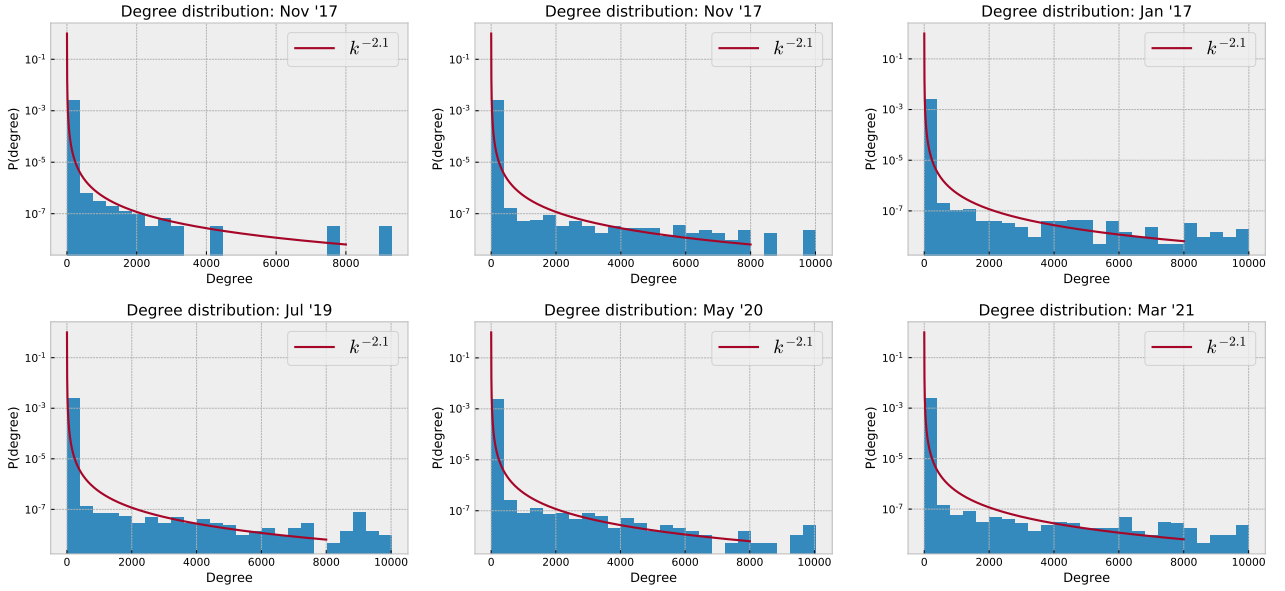 Degree distribution: Nov '17
k^{-2.1}
10^{-1}
10^{-3}
10^{-5}
10^{-7}
P(degree)
0 2000 4000 6000 8000
Degree
Degree distribution: Nov '17
k^{-2.1}
10^{-1}
10^{-3}
10^{-5}
10^{-7}
P(degree)
0 2000 4000 6000 8000 10000
Degree
Degree distribution: Jan '17
k^{-2.1}
10^{-1}
10^{-3}
10^{-5}
10^{-7}
P(degree)
0 2000 4000 6000 8000 10000
Degree
Degree distribution: Jul '19
k^{-2.1}
10^{-1}
10^{-3}
10^{-5}
10^{-7}
P(degree)
0 2000 4000 6000 8000 10000
Degree
Degree distribution: May '20
k^{-2.1}
10^{-1}
10^{-3}
10^{-5}
10^{-7}
P(degree)
0 2000 4000 6000 8000 10000
Degree
Degree distribution: Mar '21
k^{-2.1}
10^{-1}
10^{-3}
10^{-5}
10^{-7}
P(degree)
0 2000 4000 6000 8000 10000
Degree